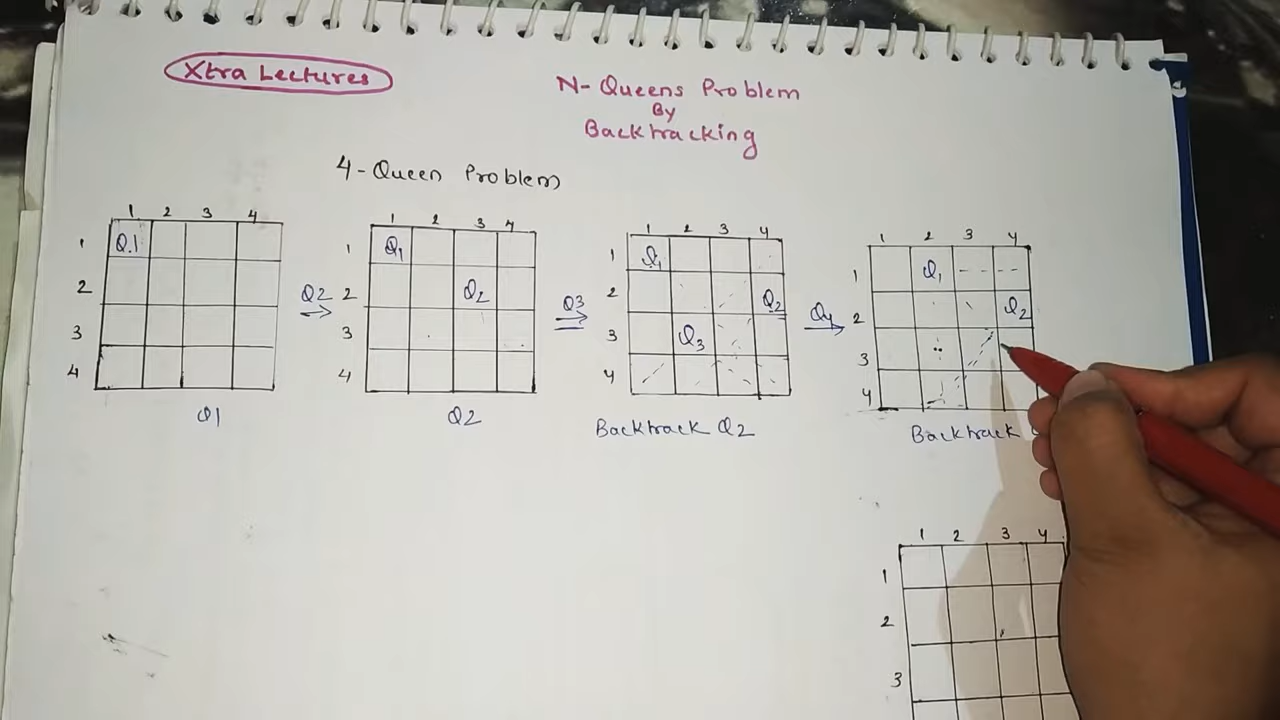 Xtra Lectures
N-Queens Problem
By
Backtracking
4-Queen Problem
1 2 3 4
1 Q1
2
3
4
Q1
Q2
1 2 3 4
1 Q1
2 Q2
3
4
Q2
Q3
1 2 3 4
1 Q1
2 Q2
3 Q3
4
Backtrack Q2
Q4
1 2 3 4
1 Q1
2 Q2
3
4
Backtrack
1 2 3 4
1
2
3